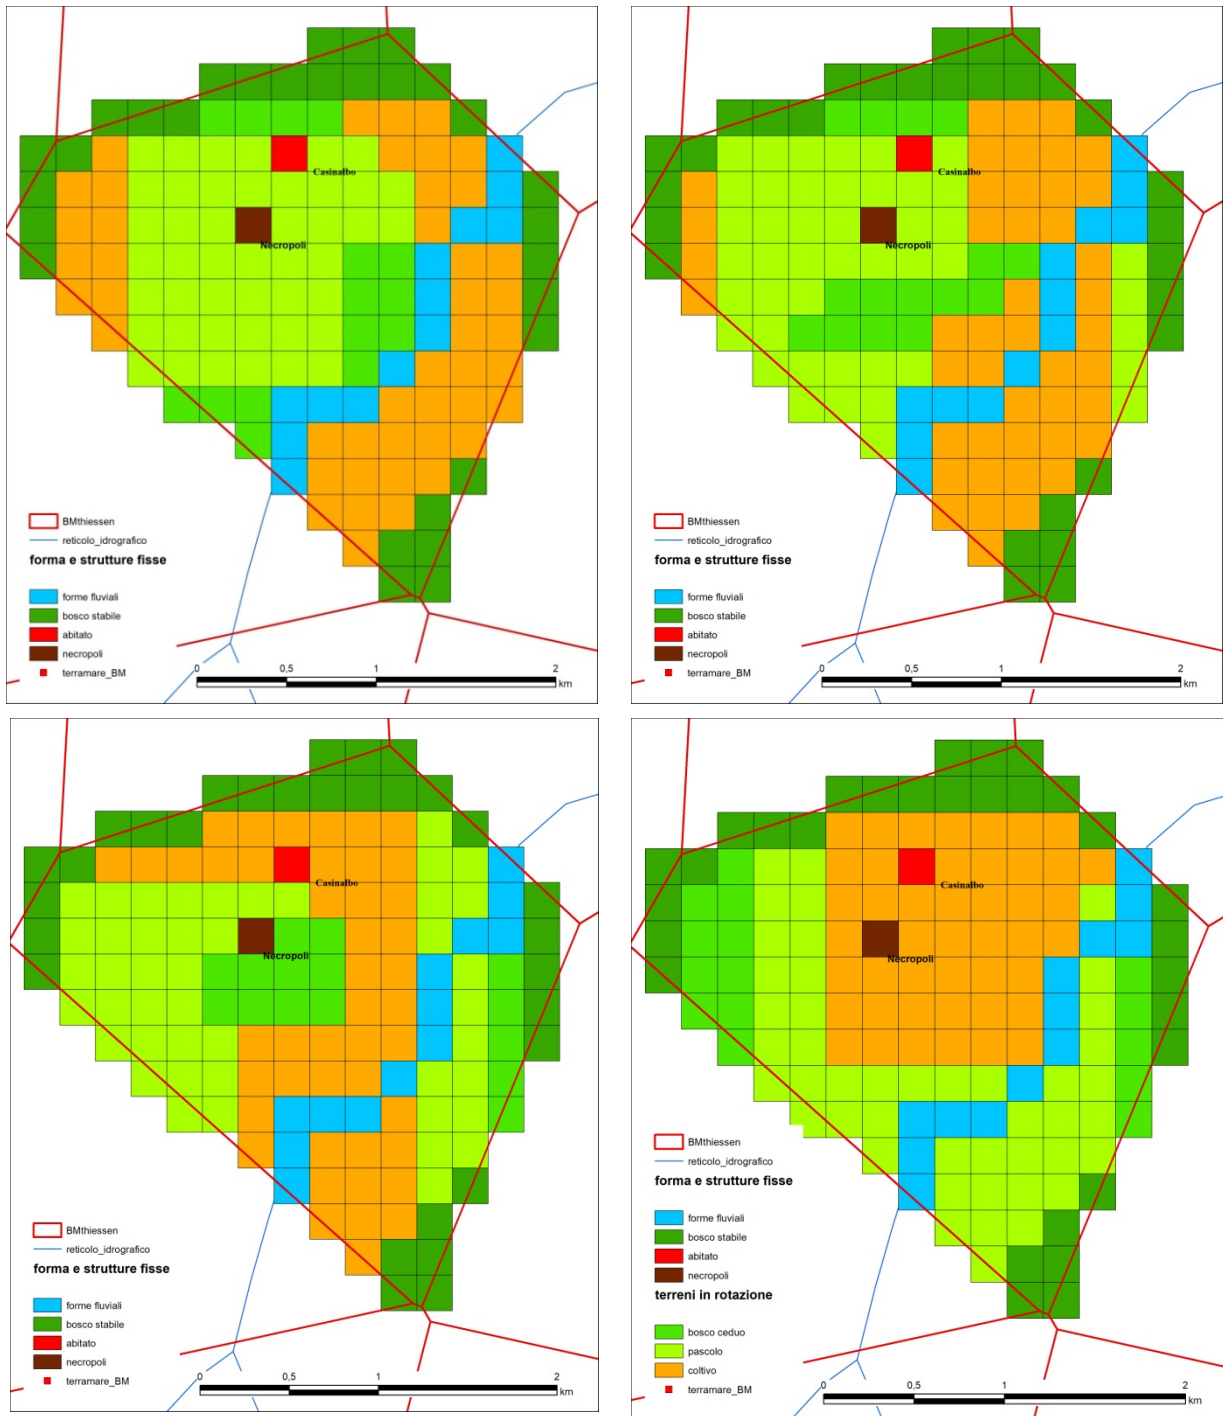 Casinalbo
Necropoli
BMthiessen
reticolo_idrografico
forma e strutture fisse
forme fluviali
bosco stabile
abitato
necropoli
terramare_BM
0 0,5 1 2
km
Casinalbo
Necropoli
BMthiessen
reticolo_idrografico
forma e strutture fisse
forme fluviali
bosco stabile
abitato
necropoli
terramare_BM
0 0,5 1 2
km
Casinalbo
Necropoli
BMthiessen
reticolo_idrografico
forma e strutture fisse
forme fluviali
bosco stabile
abitato
necropoli
terramare_BM
0 0,5 1 2
km
Casinalbo
Necropoli
BMthiessen
reticolo_idrografico
forma e strutture fisse
forme fluviali
bosco stabile
abitato
necropoli
terreni in rotazione
bosco ceduo
pascolo
coltivo
terramare_BM
0 0,5 1 2
km